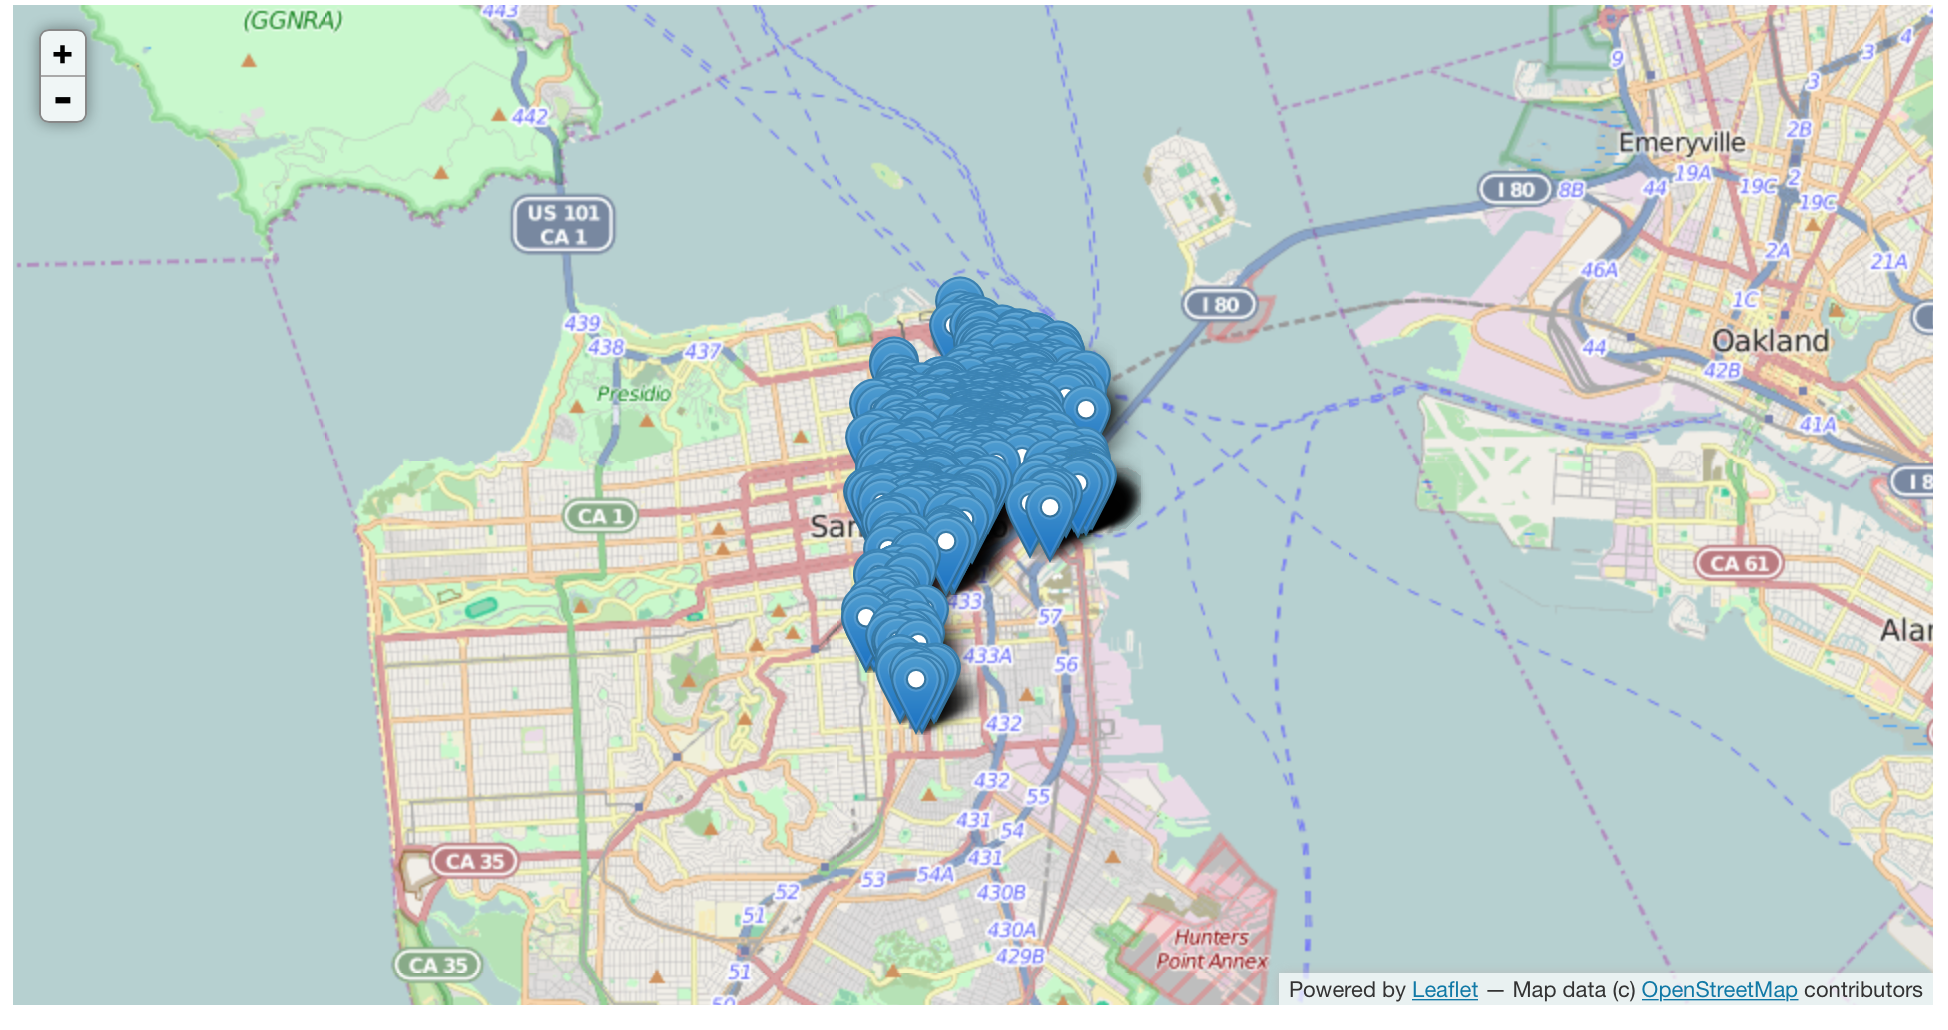 443
(GGNRA)
+
-
442
9
3
4
3
2B
Emeryville
19A
I 80
8B
44
19C
2
19C
US 101
CA 1
2A
21A
46A
1C
I 80
439
438
437
44
Oakland
42B
Presidio
41A
I 8
CA 1
San
CA 61
433
57
Alar
433A
56
432
432
55
431
54
CA 35
431
53
54A
52
430B
51
430A
Hunters
Point Annex
429B
CA 35
51
50
Powered by Leaflet — Map data (c) OpenStreetMap contributors